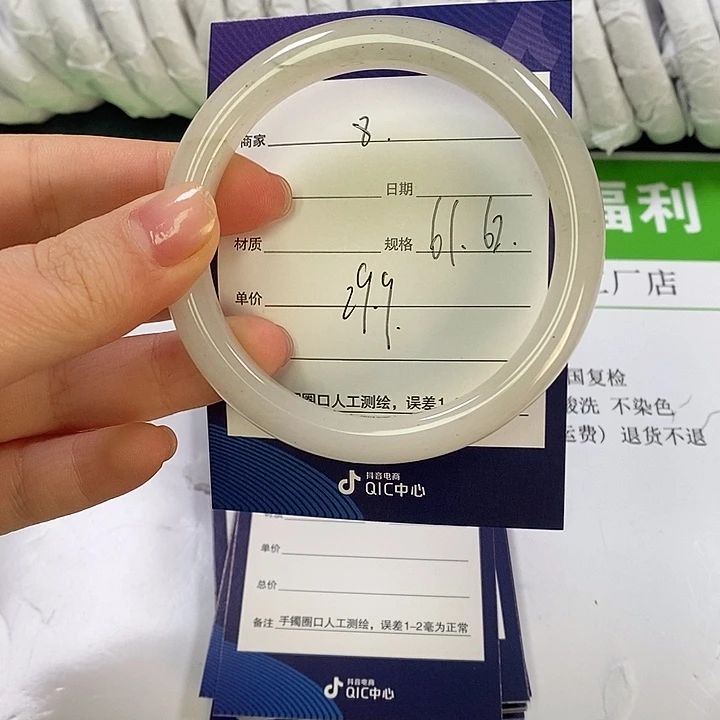 商家 8.
日期
材质 规格 61.62.
单价 29.9.
圈口人工测绘，误差1
抖音电商
QIC中心
福利
厂店
国复检
酸洗 不染色
运费）退货不退
单价
总价
备注 手镯圈口人工测绘，误差1-2毫为正常
抖音电商
QIC中心